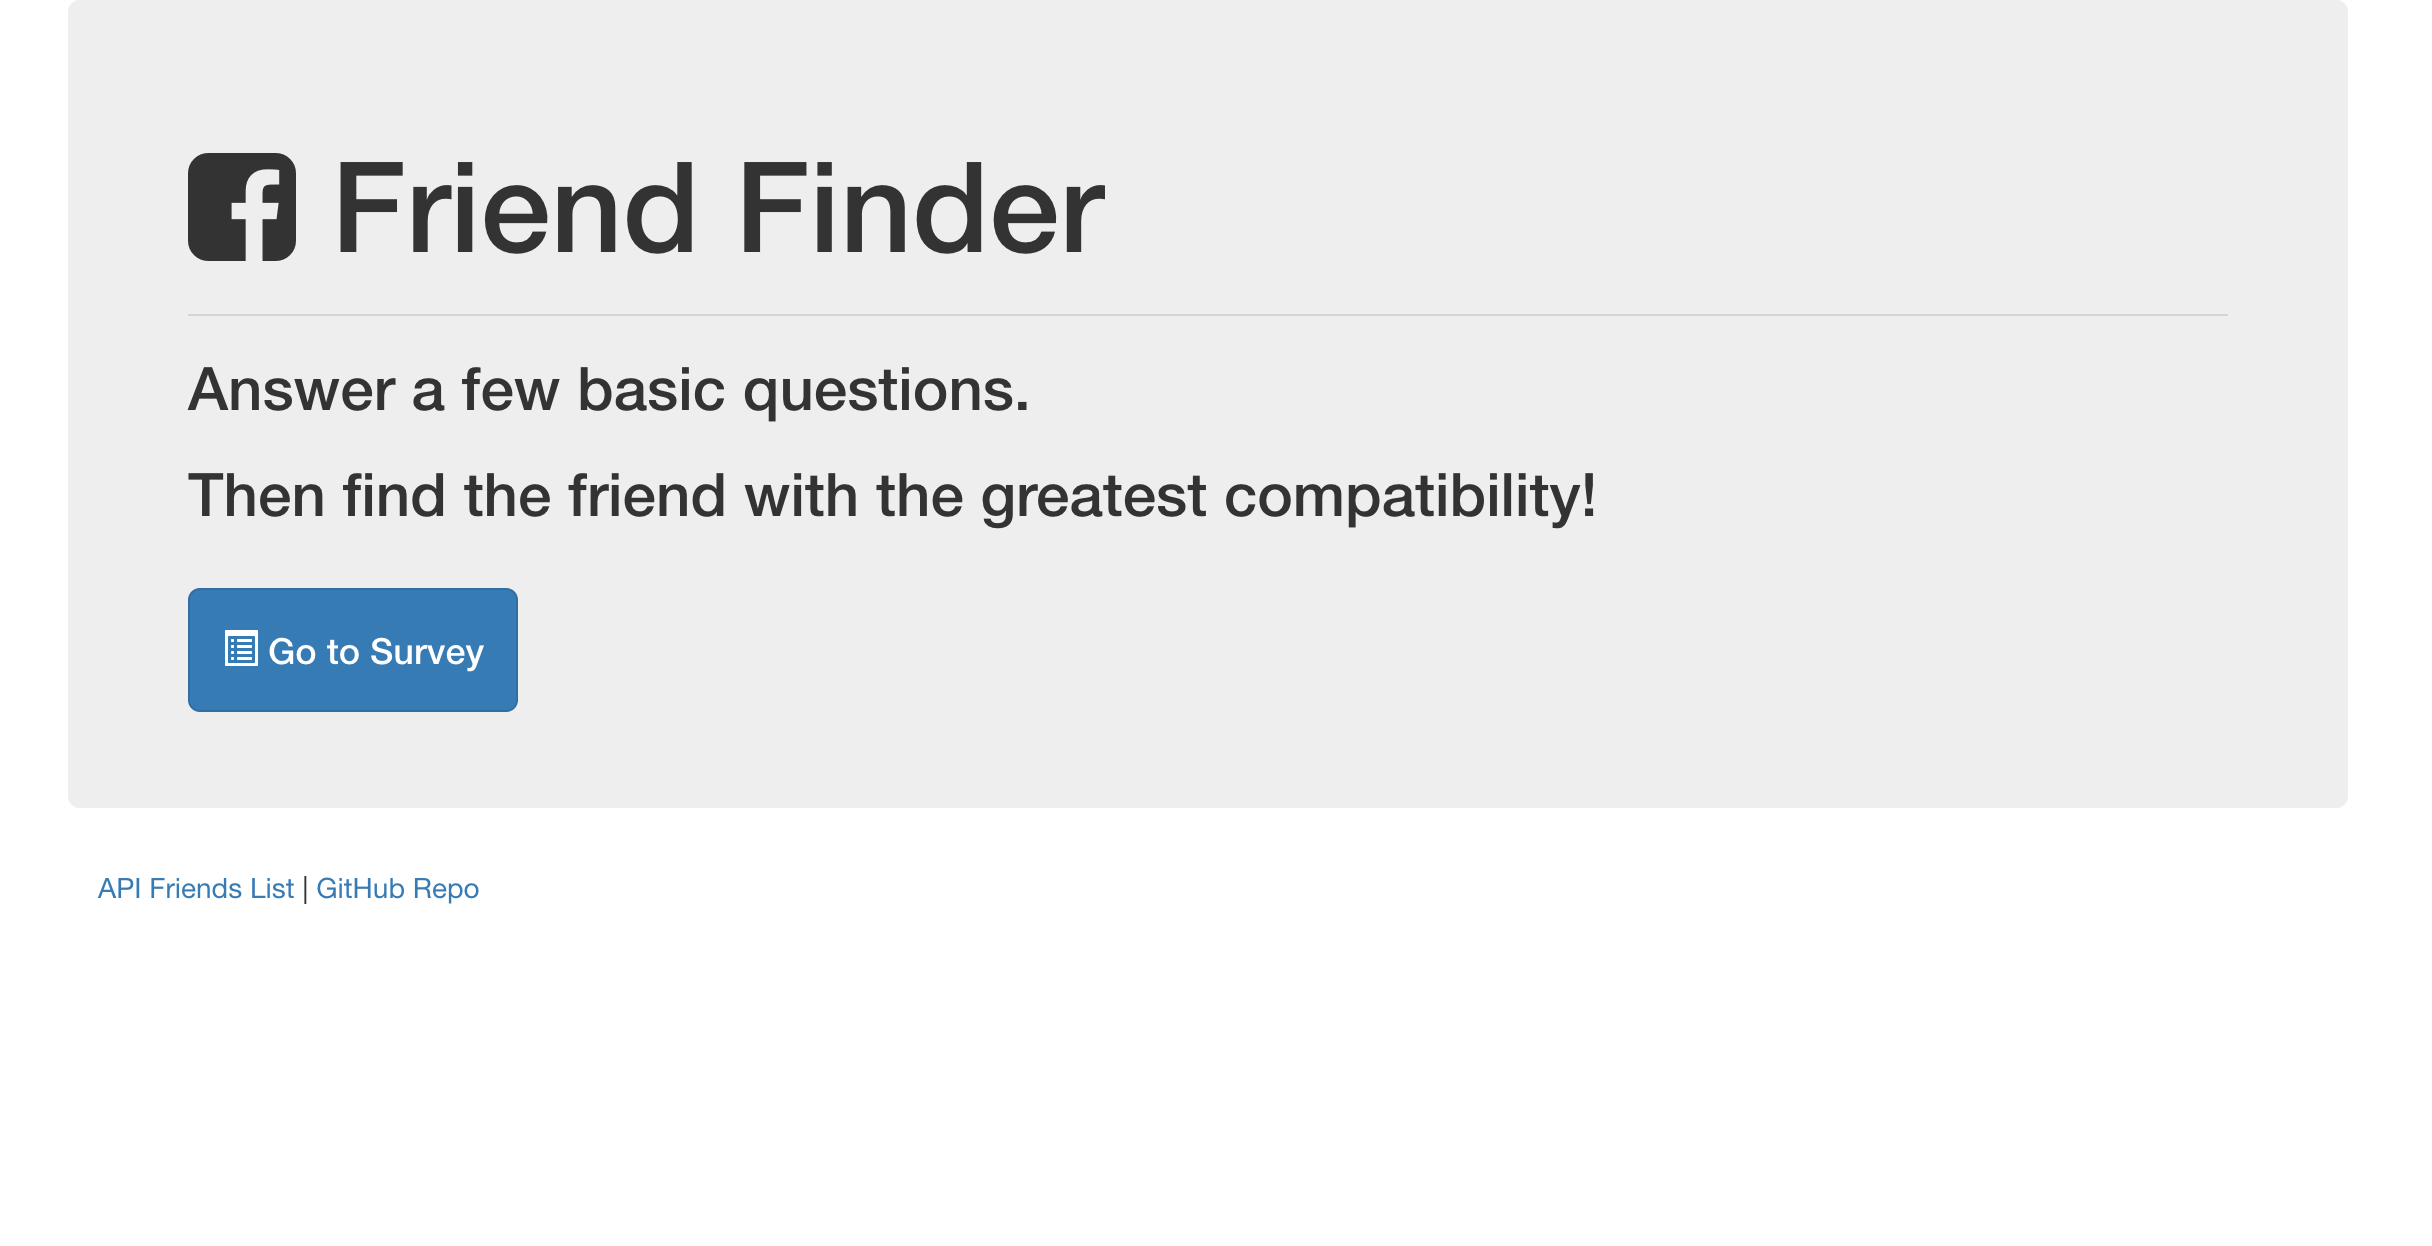 Friend Finder
Answer a few basic questions.
Then find the friend with the greatest compatibility!
Go to Survey
API Friends List | GitHub Repo